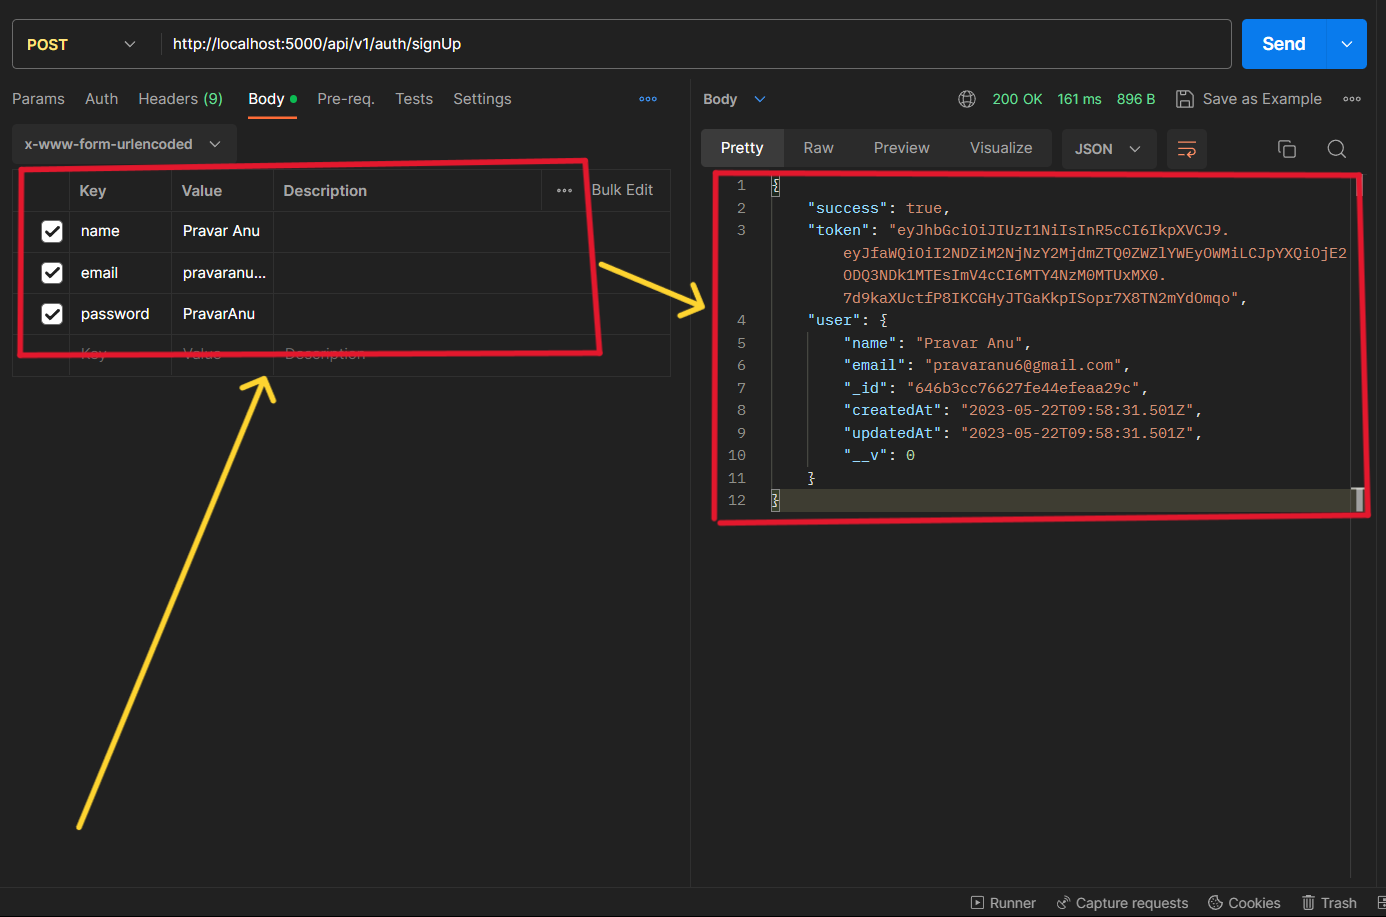 POST
http://localhost:5000/api/v1/auth/signUp
Send
Params Auth Headers (9) Body Pre-req. Tests Settings
x-www-form-urlencoded
Key Value Description Bulk Edit
name Pravar Anu
email pravaranu...
password PravarAnu
Key Value Description
Body 200 OK 161 ms 896 B Save as Example
Pretty Raw Preview Visualize JSON
1 {
2 "success": true,
3 "token": "eyJhbGciOiJIUzI1NiIsInR5cCI6IkpXVCJ9.
eyJfaWQiOiI2NDZiM2NjNzY2MjdmZTQ0ZWZlYWEyOWMiLCJpYXQiOjE2
ODQ3NDk1MTEsImV4cCI6MTY4NzM0MTUxMX0.
7d9kaXUctfP8IKCGHyJTGaKkpISopr7X8TN2mYdOmqo",
4 "user": {
5 "name": "Pravar Anu",
6 "email": "pravaranu6@gmail.com",
7 "_id": "646b3cc76627fe44efeaa29c",
8 "createdAt": "2023-05-22T09:58:31.501Z",
9 "updatedAt": "2023-05-22T09:58:31.501Z",
10 "__v": 0
11 }
12 }
Runner Capture requests Cookies Trash